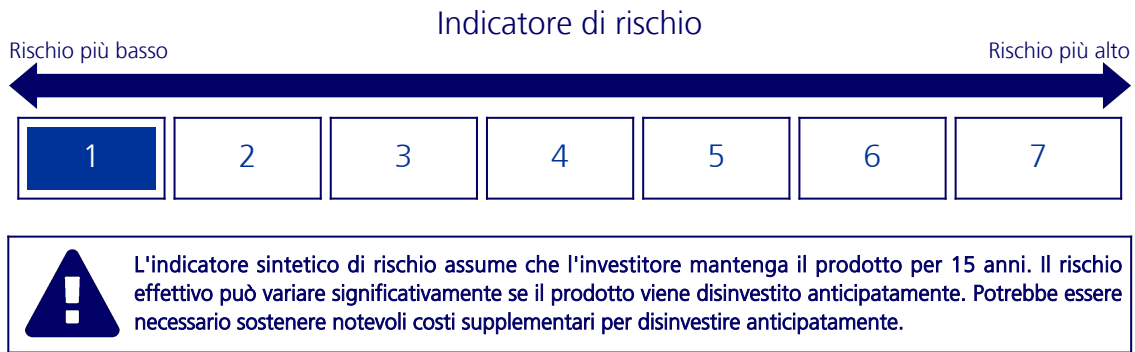 Indicatore di rischio
Rischio più basso
Rischio più alto
1 2 3 4 5 6 7
L'indicatore sintetico di rischio assume che l'investitore mantenga il prodotto per 15 anni. Il rischio
effettivo può variare significativamente se il prodotto viene disinvestito anticipatamente. Potrebbe essere
necessario sostenere notevoli costi supplementari per disinvestire anticipatamente.